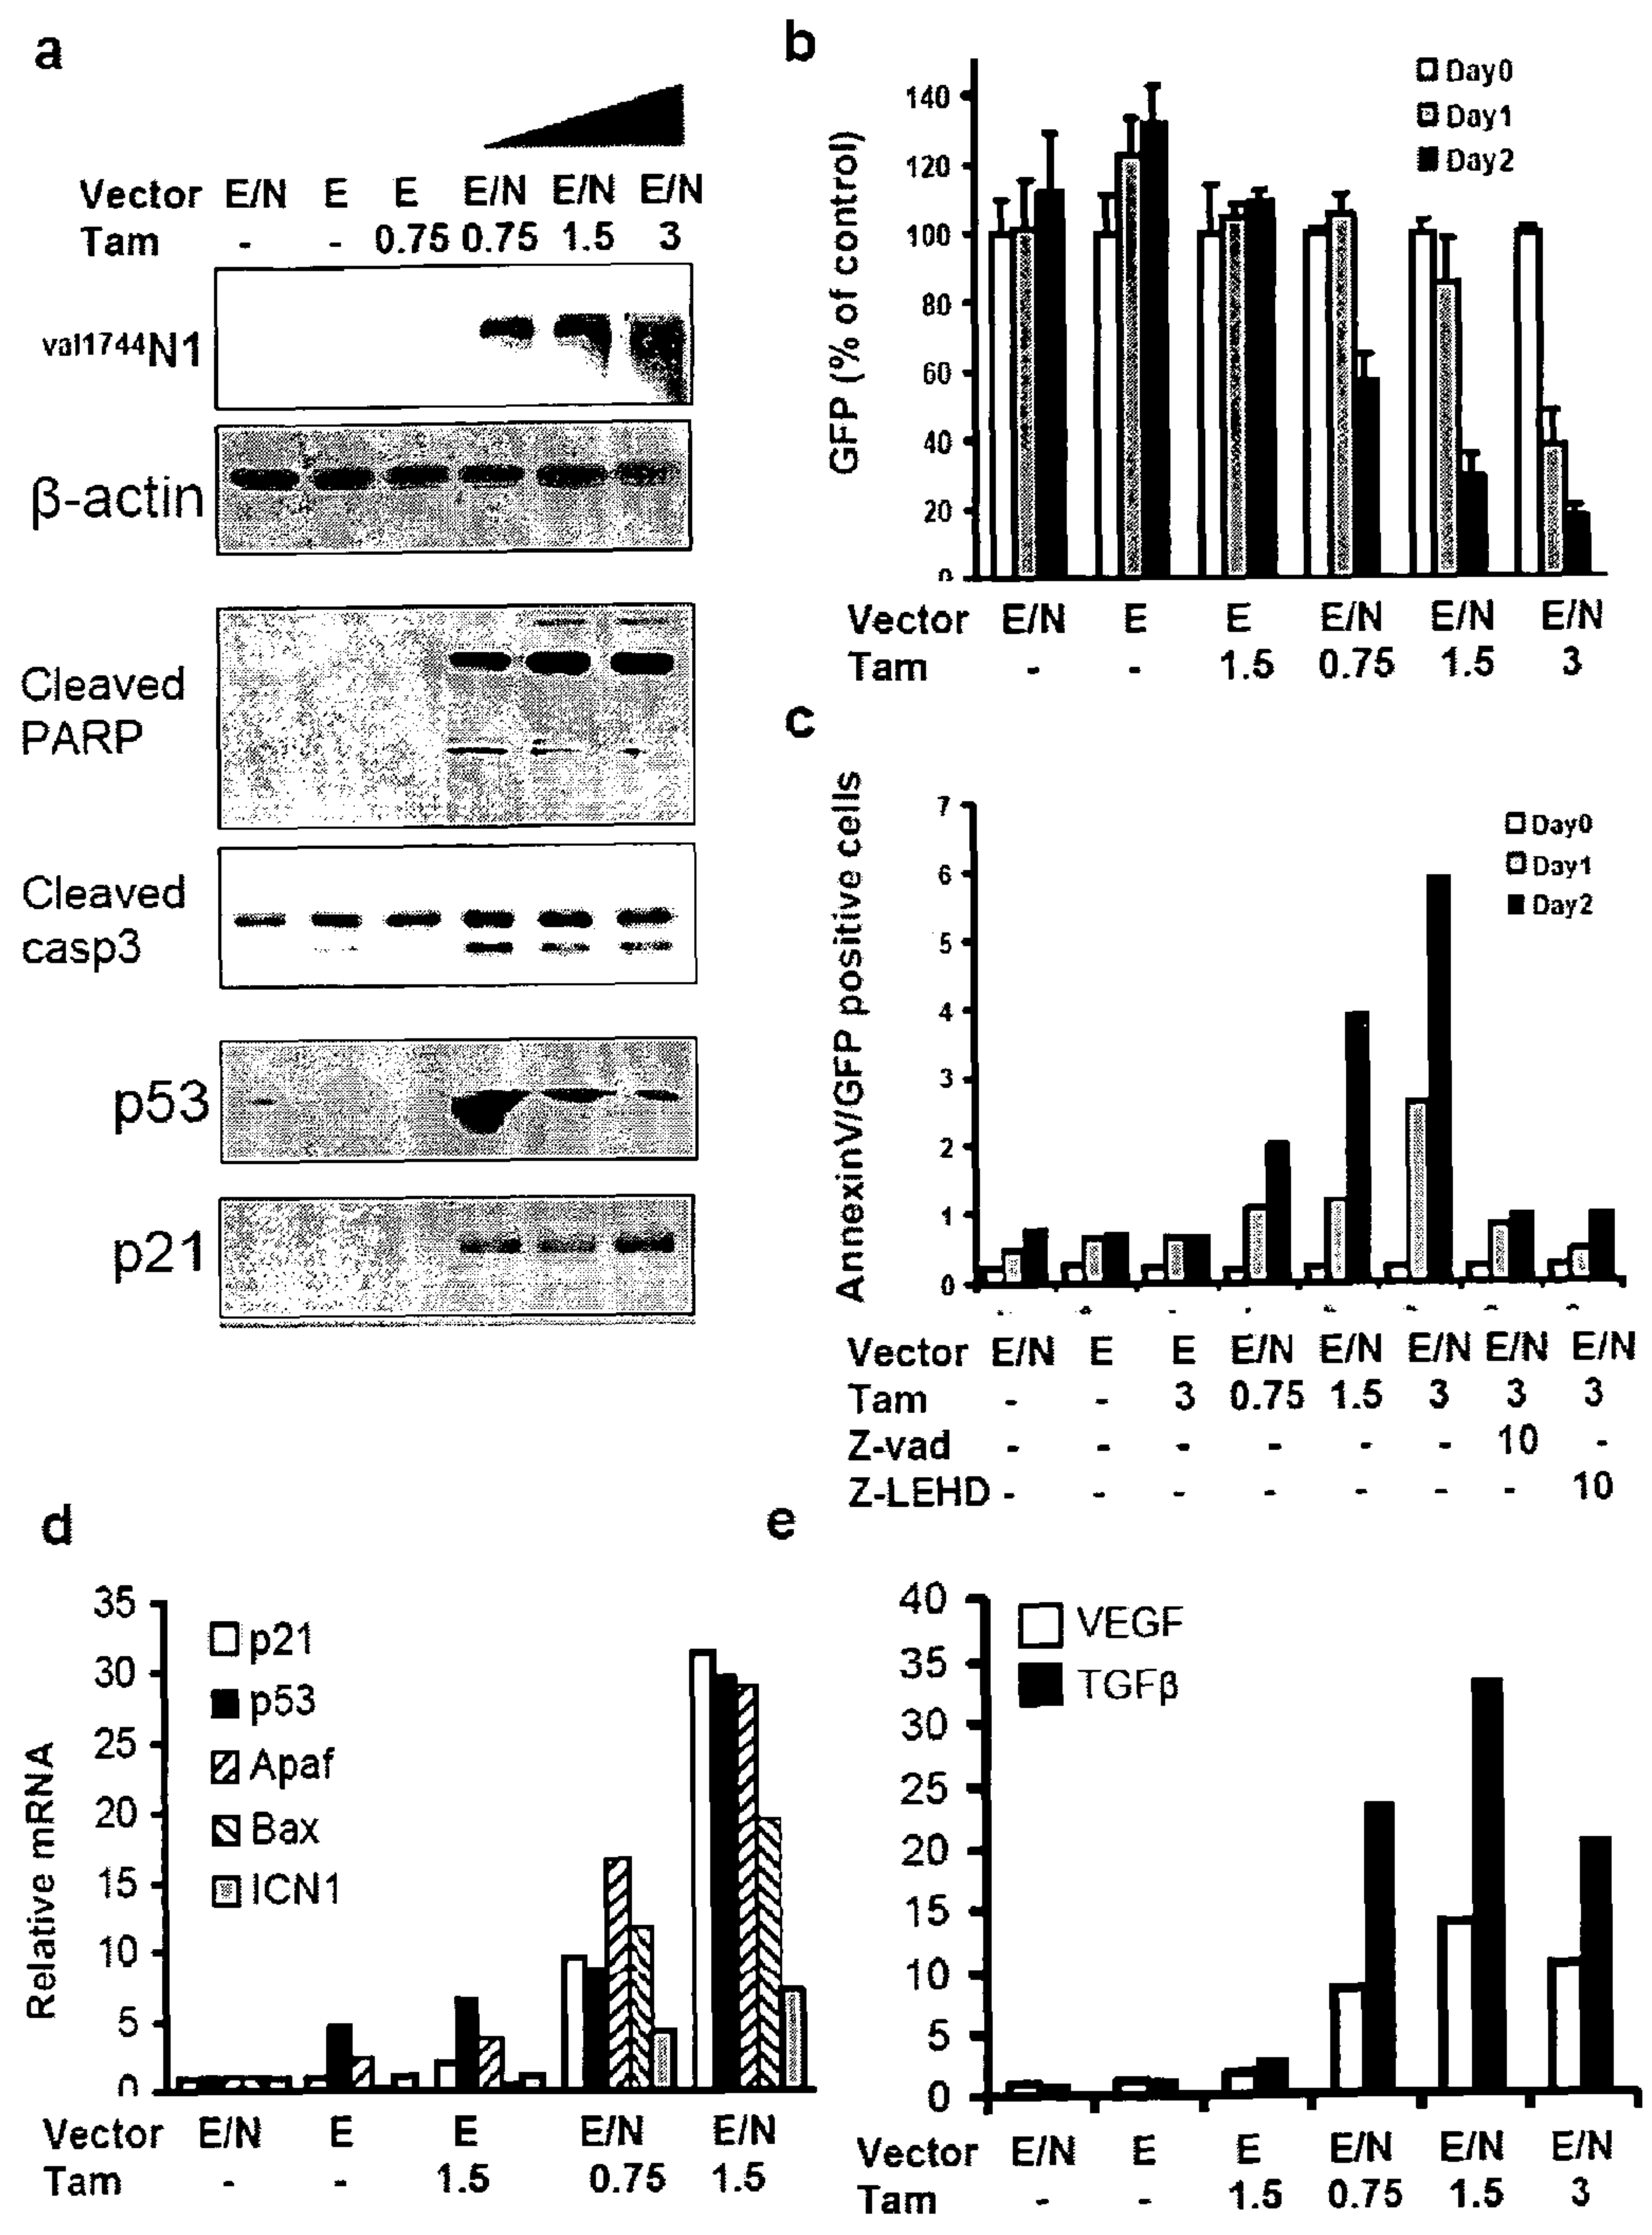 a
Vector E/N E E E/N E/N E/N
Tam - - 0.75 0.75 1.5 3
val1744N1
β-actin
Cleaved
PARP
Cleaved
casp3
p53
p21
b
Day0
Day1
Day2
GFP (% of control)
140
120
100
80
60
40
20
0
Vector E/N E E E/N E/N E/N
Tam - - 1.5 0.75 1.5 3
c
Day0
Day1
Day2
AnnexinV/GFP positive cells
7
6
5
4
3
2
1
0
Vector E/N E E E/N E/N E/N E/N E/N
Tam - - 3 0.75 1.5 3 3 3
Z-vad - - - - - - 10 -
Z-LEHD - - - - - - - 10
d
p21
p53
Apaf
Bax
ICN1
Relative mRNA
35
30
25
20
15
10
5
0
Vector E/N E E E/N E/N
Tam - - 1.5 0.75 1.5
e
VEGF
TGFβ
40
35
30
25
20
15
10
5
0
Vector E/N E E E/N E/N E/N
Tam - - 1.5 0.75 1.5 3